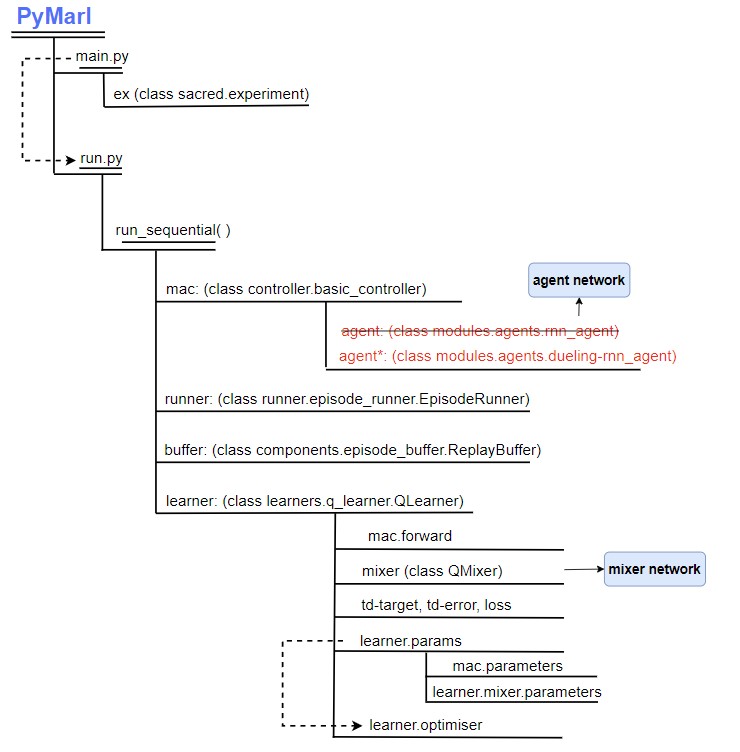 PyMarl
main.py
ex (class sacred.experiment)
run.py
run_sequential( )
mac: (class controller.basic_controller)
agent network
agent: (class modules.agents.rnn_agent)
agent*: (class modules.agents.dueling-rnn_agent)
runner: (class runner.episode_runner.EpisodeRunner)
buffer: (class components.episode_buffer.ReplayBuffer)
learner: (class learners.q_learner.QLearner)
mac.forward
mixer (class QMixer)
mixer network
td-target, td-error, loss
learner.params
mac.parameters
learner.mixer.parameters
learner.optimiser